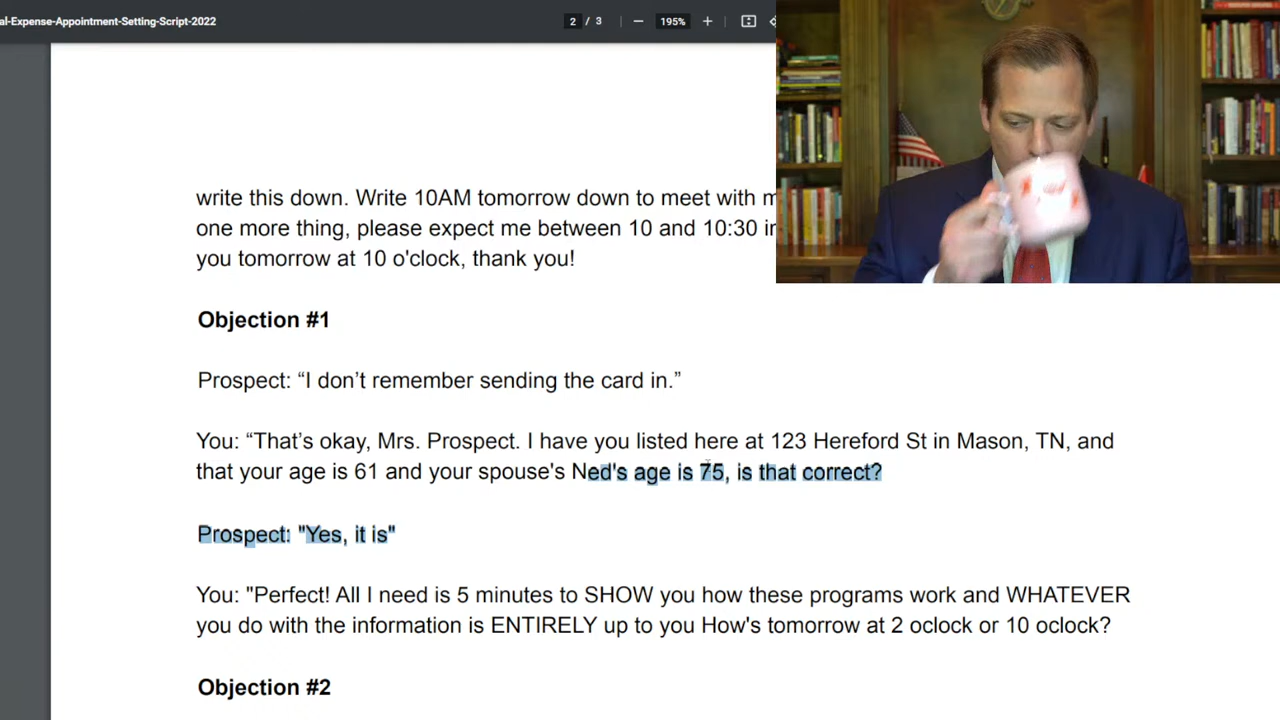 al-Expense-Appointment-Setting-Script-2022
2 / 3
195%
write this down. Write 10AM tomorrow down to meet with
one more thing, please expect me between 10 and 10:30
you tomorrow at 10 o'clock, thank you!
Objection #1
Prospect: “I don’t remember sending the card in.”
You: “That’s okay, Mrs. Prospect. I have you listed here at 123 Hereford St in Mason, TN, and
that your age is 61 and your spouse's Ned's age is 75, is that correct?
Prospect: "Yes, it is"
You: "Perfect! All I need is 5 minutes to SHOW you how these programs work and WHATEVER
you do with the information is ENTIRELY up to you How's tomorrow at 2 oclock or 10 oclock?
Objection #2